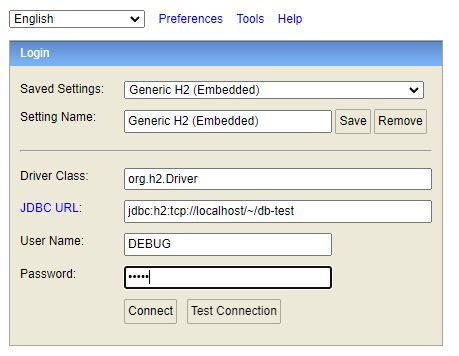 English Preferences Tools Help
Login
Saved Settings: Generic H2 (Embedded)
Setting Name: Generic H2 (Embedded) Save Remove
Driver Class: org.h2.Driver
JDBC URL: jdbc:h2:tcp://localhost/~/db-test
User Name: DEBUG
Password: •••••
Connect Test Connection